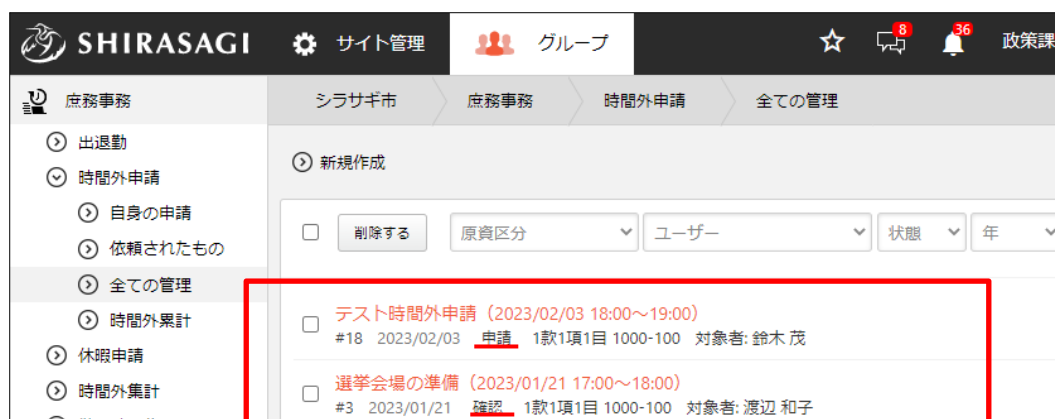 SHIRASAGI サイト管理 グループ 8 36 政策課
庶務事務 シラサギ市 庶務事務 時間外申請 全ての管理
出退勤
新規作成
時間外申請
自身の申請
削除する 原資区分 ユーザー 状態 年
依頼されたもの
全ての管理
テスト時間外申請(2023/02/03 18:00~19:00)
時間外累計
#18 2023/02/03 申請 1款1項1目 1000-100 対象者: 鈴木 茂
休暇申請
選挙会場の準備(2023/01/21 17:00~18:00)
時間外集計
#3 2023/01/21 確認 1款1項1目 1000-100 対象者: 渡辺 和子